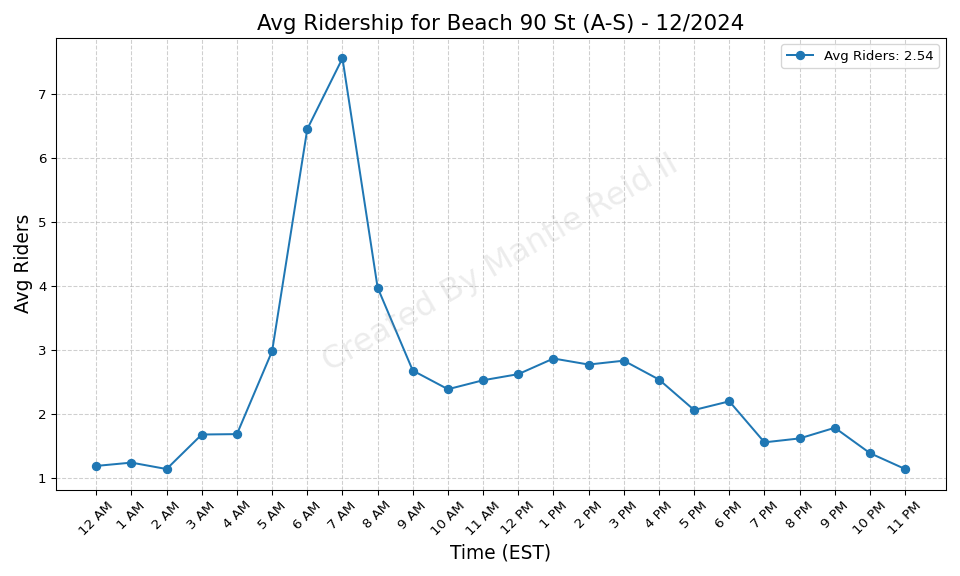 Avg Ridership for Beach 90 St (A-S) - 12/2024
Avg Riders: 2.54
Avg Riders
7
6
5
4
3
2
1
Created By Mantie Reid II
12 AM
1 AM
2 AM
3 AM
4 AM
5 AM
6 AM
7 AM
8 AM
9 AM
10 AM
11 AM
12 PM
1 PM
2 PM
3 PM
4 PM
5 PM
6 PM
7 PM
8 PM
9 PM
10 PM
11 PM
Time (EST)